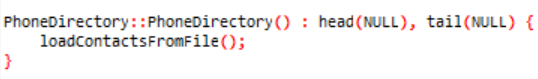 PhoneDirectory::PhoneDirectory() : head(NULL), tail(NULL) {
    loadContactsFromFile();
}